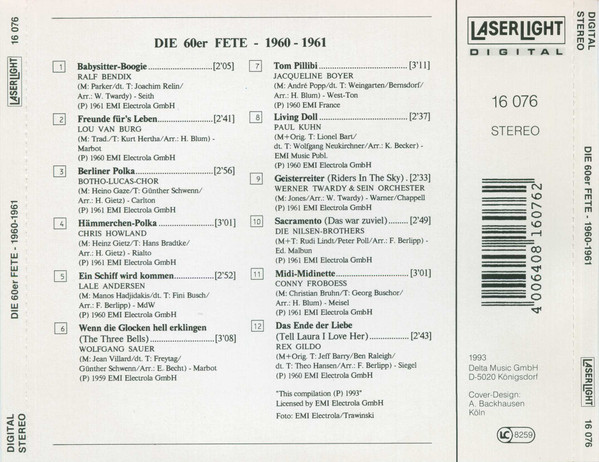 LASERLIGHT 16 076
DIE 60er FETE - 1960-1961
DIGITAL
STEREO
DIE 60er FETE - 1960-1961
1 Babysitter-Boogie [2'05]
RALF BENDIX
(M: Parker/dt. T: Joachim Relin/
Arr.: W. Twardy) - Seith
(P) 1961 EMI Electrola GmbH
2 Freunde für's Leben [2'41]
LOU VAN BURG
(M: Trad./T: Kurt Hertha/Arr.: H. Blum) -
Marbot
(P) 1960 EMI Electrola GmbH
3 Berliner Polka [2'56]
BOTHO-LUCAS-CHOR
(M: Heino Gaze/T: Günther Schwenn/
Arr.: H. Gietz) - Carlton
(P) 1961 EMI Electrola GmbH
4 Hämmerchen-Polka [3'01]
CHRIS HOWLAND
(M: Heinz Gietz/T: Hans Bradtke/
Arr.: H. Gietz) - Rialto
(P) 1961 EMI Electrola GmbH
5 Ein Schiff wird kommen [2'52]
LALE ANDERSEN
(M: Manos Hadjidakis/dt. T: Fini Busch/
Arr.: F. Berlipp) - MdW
(P) 1960 EMI Electrola GmbH
6 Wenn die Glocken hell erklingen
(The Three Bells) [3'08]
WOLFGANG SAUER
(M: Jean Villard/dt. T: Freytag/
Günther Schwenn/Arr.: E. Becht) - Marbot
(P) 1959 EMI Electrola GmbH
7 Tom Pillibi [3'11]
JACQUELINE BOYER
(M: André Popp/dt. T: Weingarten/Bernsdorf/
Arr.: H. Blum) - West-Ton
(P) 1960 EMI France
8 Living Doll [2'37]
PAUL KUHN
(M+Orig. T: Lionel Bart/
dt. T: Wolfgang Neukirchner/Arr.: K. Becker) -
EMI Music Publ.
(P) 1960 EMI Electrola GmbH
9 Geisterreiter (Riders In The Sky) . [2'33]
WERNER TWARDY & SEIN ORCHESTER
(M: Jones/Arr.: W. Twardy) - Warner/Chappell
(P) 1961 EMI Electrola GmbH
10 Sacramento (Das war zuviel) [2'49]
DIE NILSEN-BROTHERS
(M+T: Rudi Lindt/Peter Poll/Arr.: F. Berlipp) -
Ed. Malbun
(P) 1961 EMI Electrola GmbH
11 Midi-Midinette [3'01]
CONNY FROBOESS
(M: Christian Bruhn/T: Georg Buschor/
Arr.: H. Blum) - Meisel
(P) 1961 EMI Electrola GmbH
12 Das Ende der Liebe
(Tell Laura I Love Her) [2'43]
REX GILDO
(M+Orig. T: Jeff Barry/Ben Raleigh/
dt. T: Theo Hansen/Arr.: F. Berlipp) - Siegel
(P) 1960 EMI Electrola GmbH
"This compilation (P) 1993"
Licensed by EMI Electrola GmbH
Foto: EMI Electrola/Trawinski
LASERLIGHT
DIGITAL
16 076
STEREO
4 006408 160762
1993
Delta Music GmbH
D-5020 Königsdorf
Cover-Design:
A. Backhausen
Köln
LC 8259
DIGITAL
STEREO
DIE 60er FETE - 1960-1961
LASERLIGHT
16 076